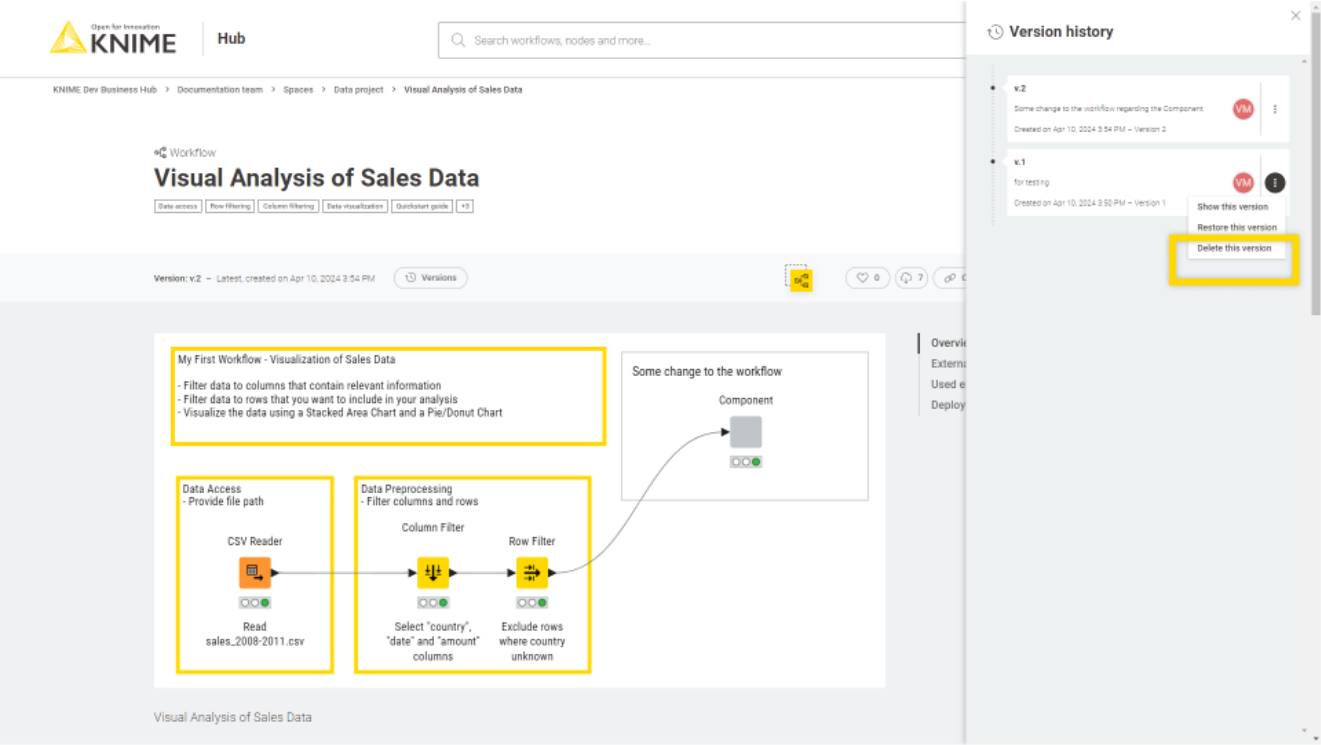 Open for Innovation
KNIME
Hub
Search workflows, nodes and more...
KNIME Dev Business Hub > Documentation team > Spaces > Data project > Visual Analysis of Sales Data
Workflow
Visual Analysis of Sales Data
Data access
Row filtering
Column filtering
Data visualization
Quickstart guide
+5
Version: v.2 – Latest, created on Apr 10, 2024 3:54 PM
Versions
0
7
My First Workflow - Visualization of Sales Data
- Filter data to columns that contain relevant information
- Filter data to rows that you want to include in your analysis
- Visualize the data using a Stacked Area Chart and a Pie/Donut Chart
Some change to the workflow
Component
Data Access
- Provide file path
CSV Reader
Read
sales_2008-2011.csv
Data Preprocessing
- Filter columns and rows
Column Filter
Select "country",
"date" and "amount"
columns
Row Filter
Exclude rows
where country
unknown
Visual Analysis of Sales Data
Overvie
Externa
Used e
Deploy
Version history
v.2
Some change to the workflow regarding the Component
Created on Apr 10, 2024 3:54 PM – Version 2
VM
v.1
for testing
Created on Apr 10, 2024 3:50 PM – Version 1
VM
Show this version
Restore this version
Delete this version